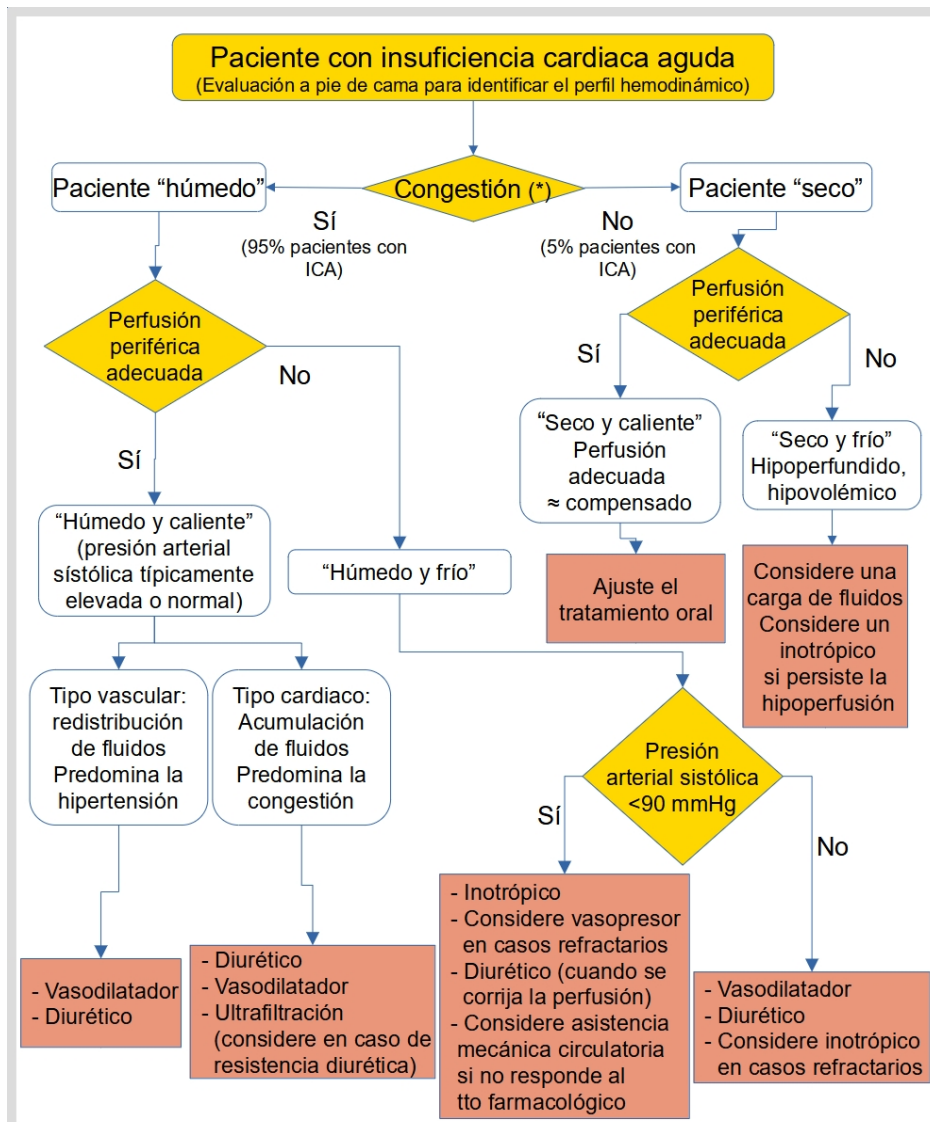 Paciente con insuficiencia cardiaca aguda
(Evaluación a pie de cama para identificar el perfil hemodinámico)
Paciente “húmedo”
Congestión (*)
Paciente “seco”
Sí
(95% pacientes con
ICA)
No
(5% pacientes con
ICA)
Perfusión
periférica
adecuada
No
Sí
Perfusión
periférica
adecuada
Sí
No
“Húmedo y caliente”
(presión arterial
sístólica típicamente
elevada o normal)
“Húmedo y frío”
“Seco y caliente”
Perfusión
adecuada
≈ compensado
“Seco y frío”
Hipoperfundido,
hipovolémico
Ajuste el
tratamiento oral
Considere una
carga de fluidos
Considere un
inotrópico
si persiste la
hipoperfusión
Tipo vascular:
redistribución
de fluidos
Predomina la
hipertensión
Tipo cardiaco:
Acumulación
de fluidos
Predomina la
congestión
Presión
arterial sistólica
<90 mmHg
Sí
No
- Vasodilatador
- Diurético
- Diurético
- Vasodilatador
- Ultrafiltración
(considere en caso de
resistencia diurética)
- Inotrópico
- Considere vasopresor
en casos refractarios
- Diurético (cuando se
corrija la perfusión)
- Considere asistencia
mecánica circulatoria
si no responde al
tto farmacológico
- Vasodilatador
- Diurético
- Considere inotrópico
en casos refractarios